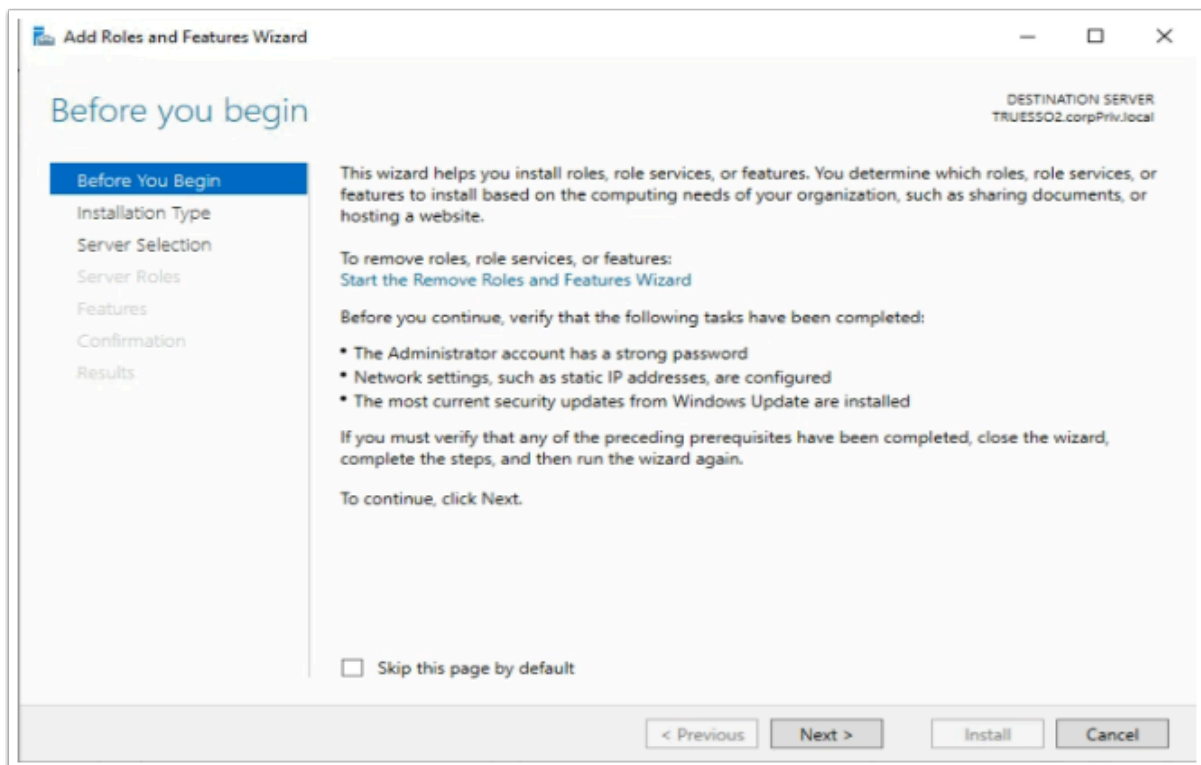 Add Roles and Features Wizard
Before you begin
DESTINATION SERVER
TRUESSO2.corpPriv.local
Before You Begin
Installation Type
Server Selection
Server Roles
Features
Confirmation
Results
This wizard helps you install roles, role services, or features. You determine which roles, role services, or
features to install based on the computing needs of your organization, such as sharing documents, or
hosting a website.
To remove roles, role services, or features:
Start the Remove Roles and Features Wizard
Before you continue, verify that the following tasks have been completed:
• The Administrator account has a strong password
• Network settings, such as static IP addresses, are configured
• The most current security updates from Windows Update are installed
If you must verify that any of the preceding prerequisites have been completed, close the wizard,
complete the steps, and then run the wizard again.
To continue, click Next.
Skip this page by default
< Previous
Next >
Install
Cancel